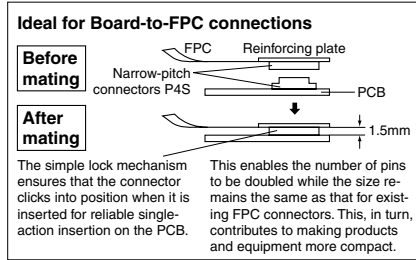 Ideal for Board-to-FPC connections
Before
mating
FPC
Reinforcing plate
Narrow-pitch
connectors P4S
PCB
After
mating
1.5mm
The simple lock mechanism
ensures that the connector
clicks into position when it is
inserted for reliable single-
action insertion on the PCB.
This enables the number of pins
to be doubled while the size re-
mains the same as that for exist-
ing FPC connectors. This, in turn,
contributes to making products
and equipment more compact.